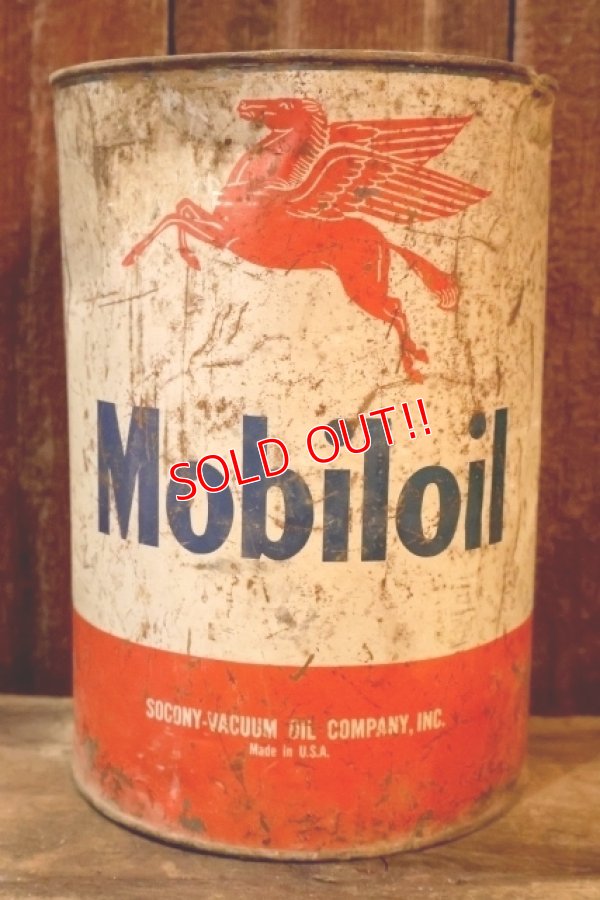 Mobiloil
SOLD OUT!!
SOCONY-VACUUM OIL COMPANY, INC.
Made in U.S.A.